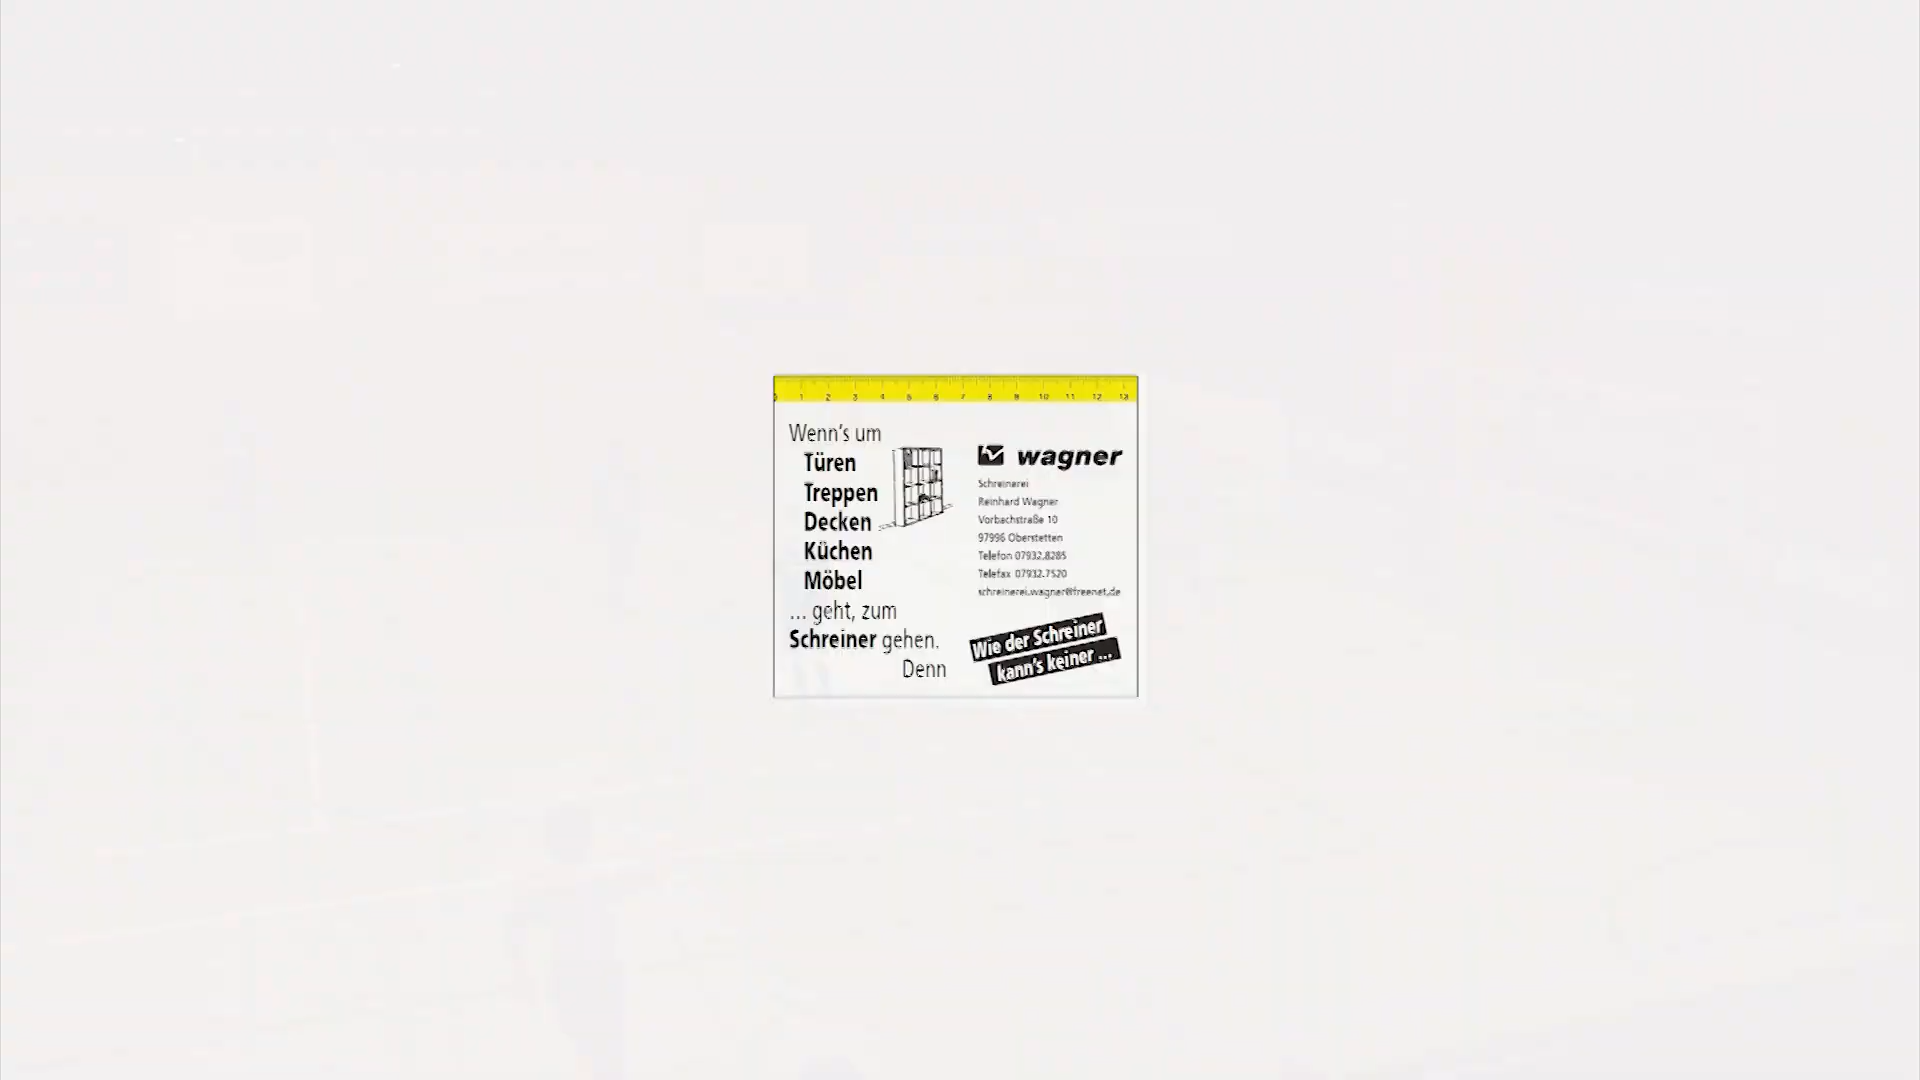 0 1 2 3 4 5 6 7 8 9 10 11 12 13
Wenn's um
Türen
Treppen
Decken
Küchen
Möbel
... geht, zum
Schreiner gehen.
Denn
wagner
Schreinerei
Reinhard Wagner
Vorbachstraße 10
97996 Oberstetten
Telefon 07932.8285
Telefax 07932.7520
schreinerei.wagner@freenet.de
Wie der Schreiner
kann's keiner ...